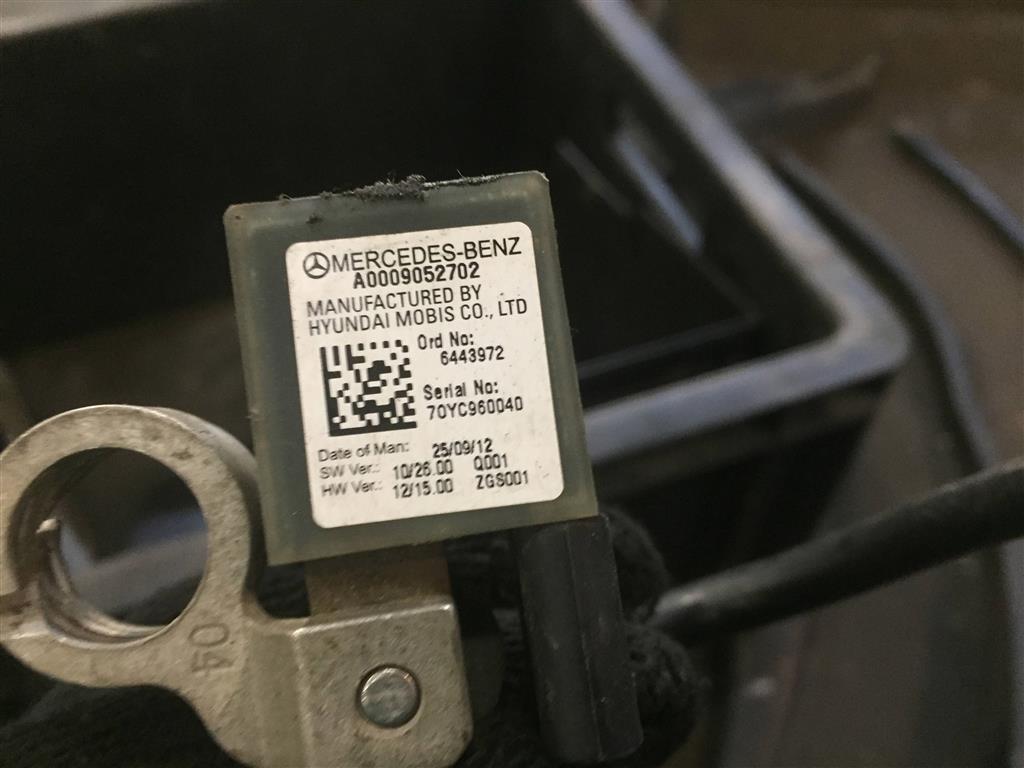 MERCEDES-BENZ
A0009052702
MANUFACTURED BY
HYUNDAI MOBIS CO., LTD
Ord No:
6443972
Serial No:
70YC960040
Date of Man: 25/09/12
SW Ver.: 10/26.00 Q001
HW Ver.: 12/15.00 ZGS001
04